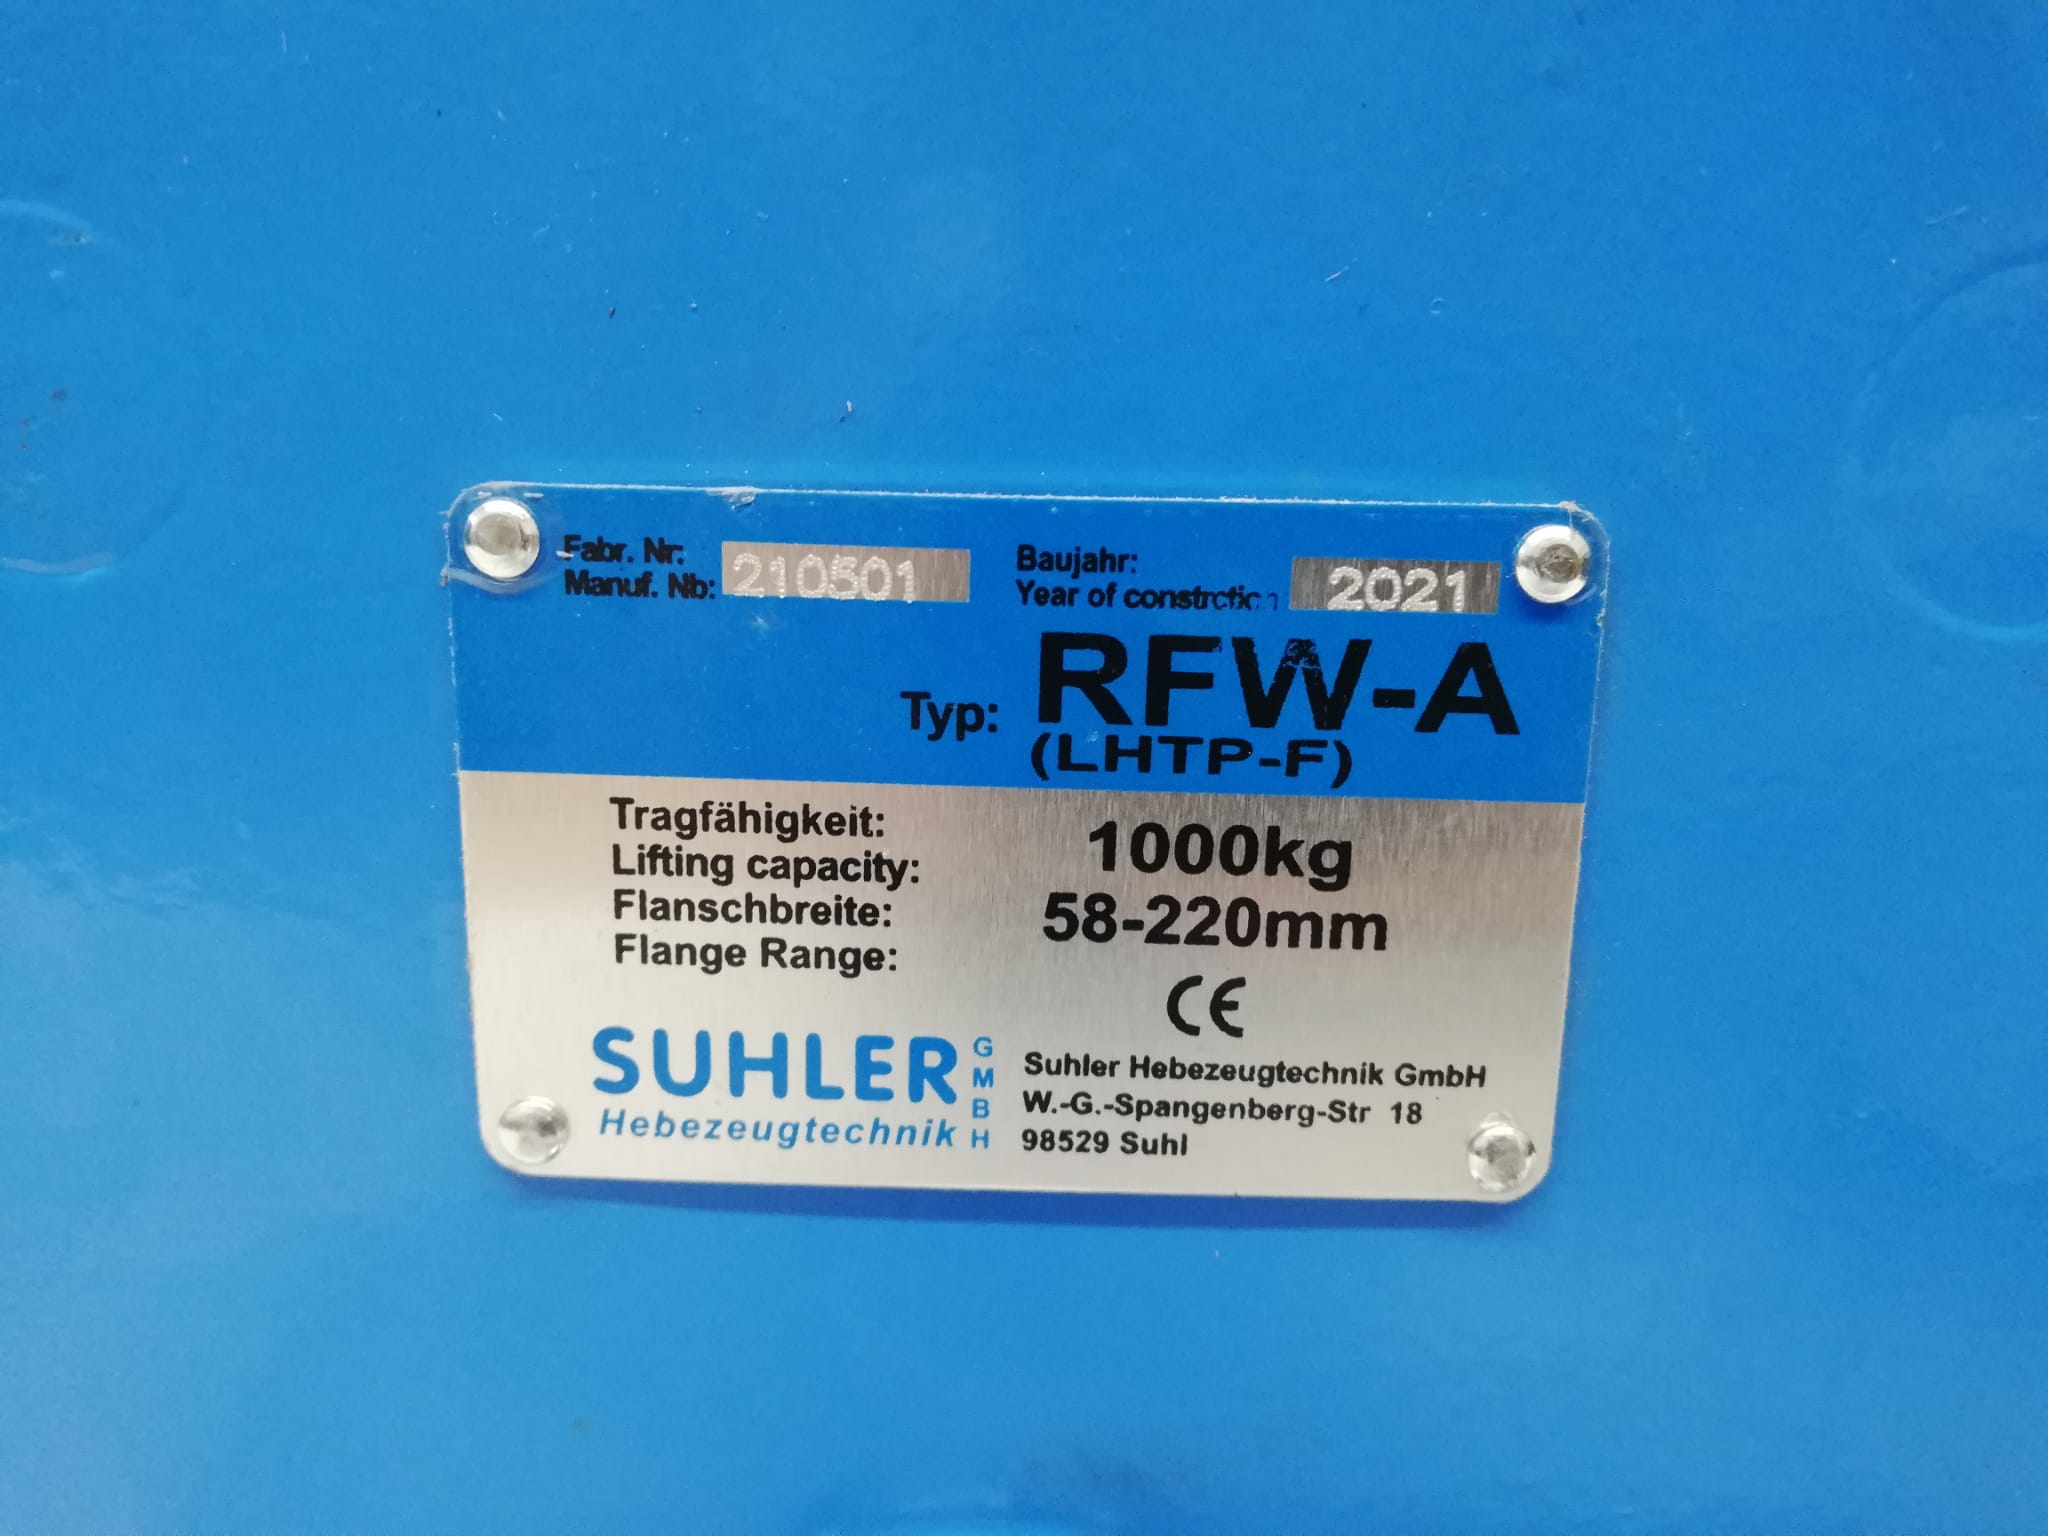 Fabr. Nr:
Manuf. Nb: 210501
Baujahr:
Year of constrction 2021
Typ: RFW-A
(LHTP-F)
Tragfähigkeit:
Lifting capacity: 1000kg
Flanschbreite:
Flange Range: 58-220mm
CE
SUHLER GMBH
Hebezeugtechnik
Suhler Hebezeugtechnik GmbH
W.-G.-Spangenberg-Str 18
98529 Suhl